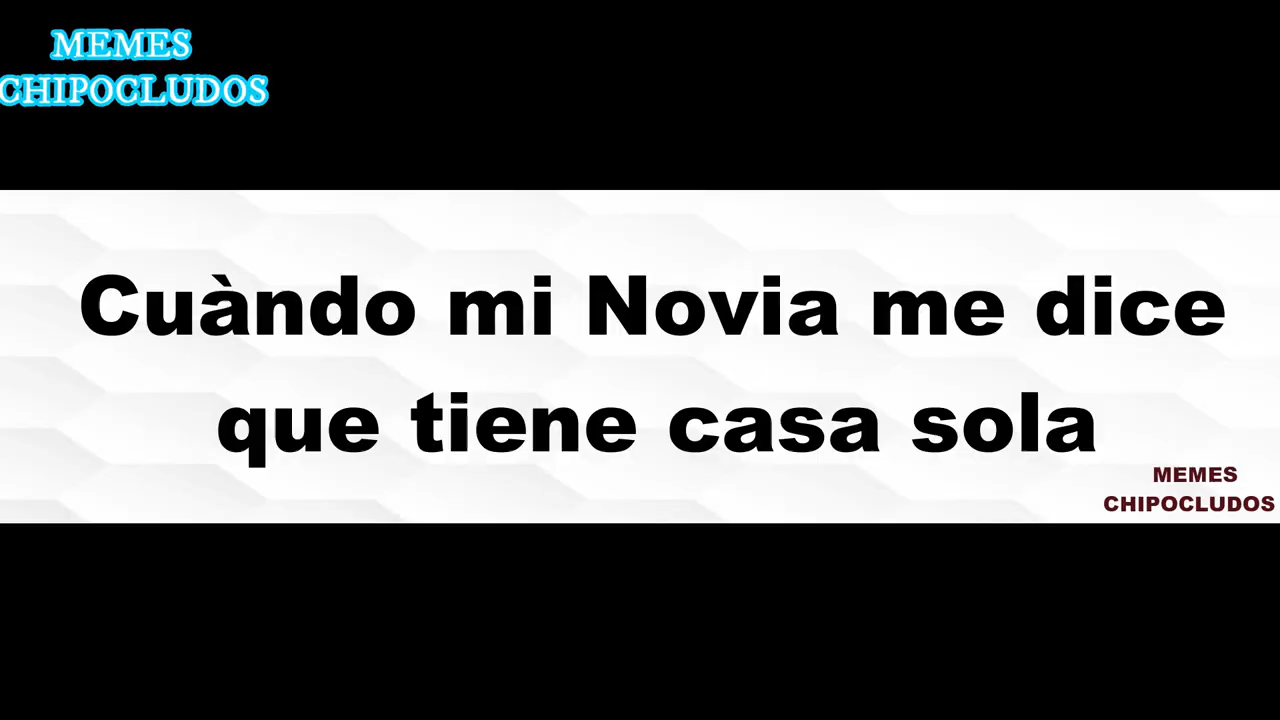 MEMES
CHIPOCLUDOS
Cuàndo mi Novia me dice
que tiene casa sola
MEMES
CHIPOCLUDOS